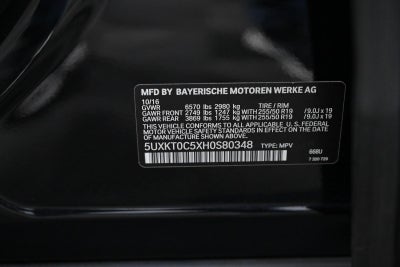 MFD BY BAYERISCHE MOTOREN WERKE AG
10/16
GVWR 6570 lbs 2980 kg TIRE / RIM
GAWR FRONT 2749 lbs 1247 kg WITH 255/50 R19 /9.0J x 19
GAWR REAR 3869 lbs 1755 kg WITH 255/50 R19 /9.0J x 19
THIS VEHICLE CONFORMS TO ALL APPLICABLE U.S. FEDERAL
MOTOR VEHICLE SAFETY STANDARDS IN EFFECT ON THE
DATE OF MANUFACTURE SHOWN ABOVE.
5UXKT0C5XH0S80348 TYPE: MPV
668U